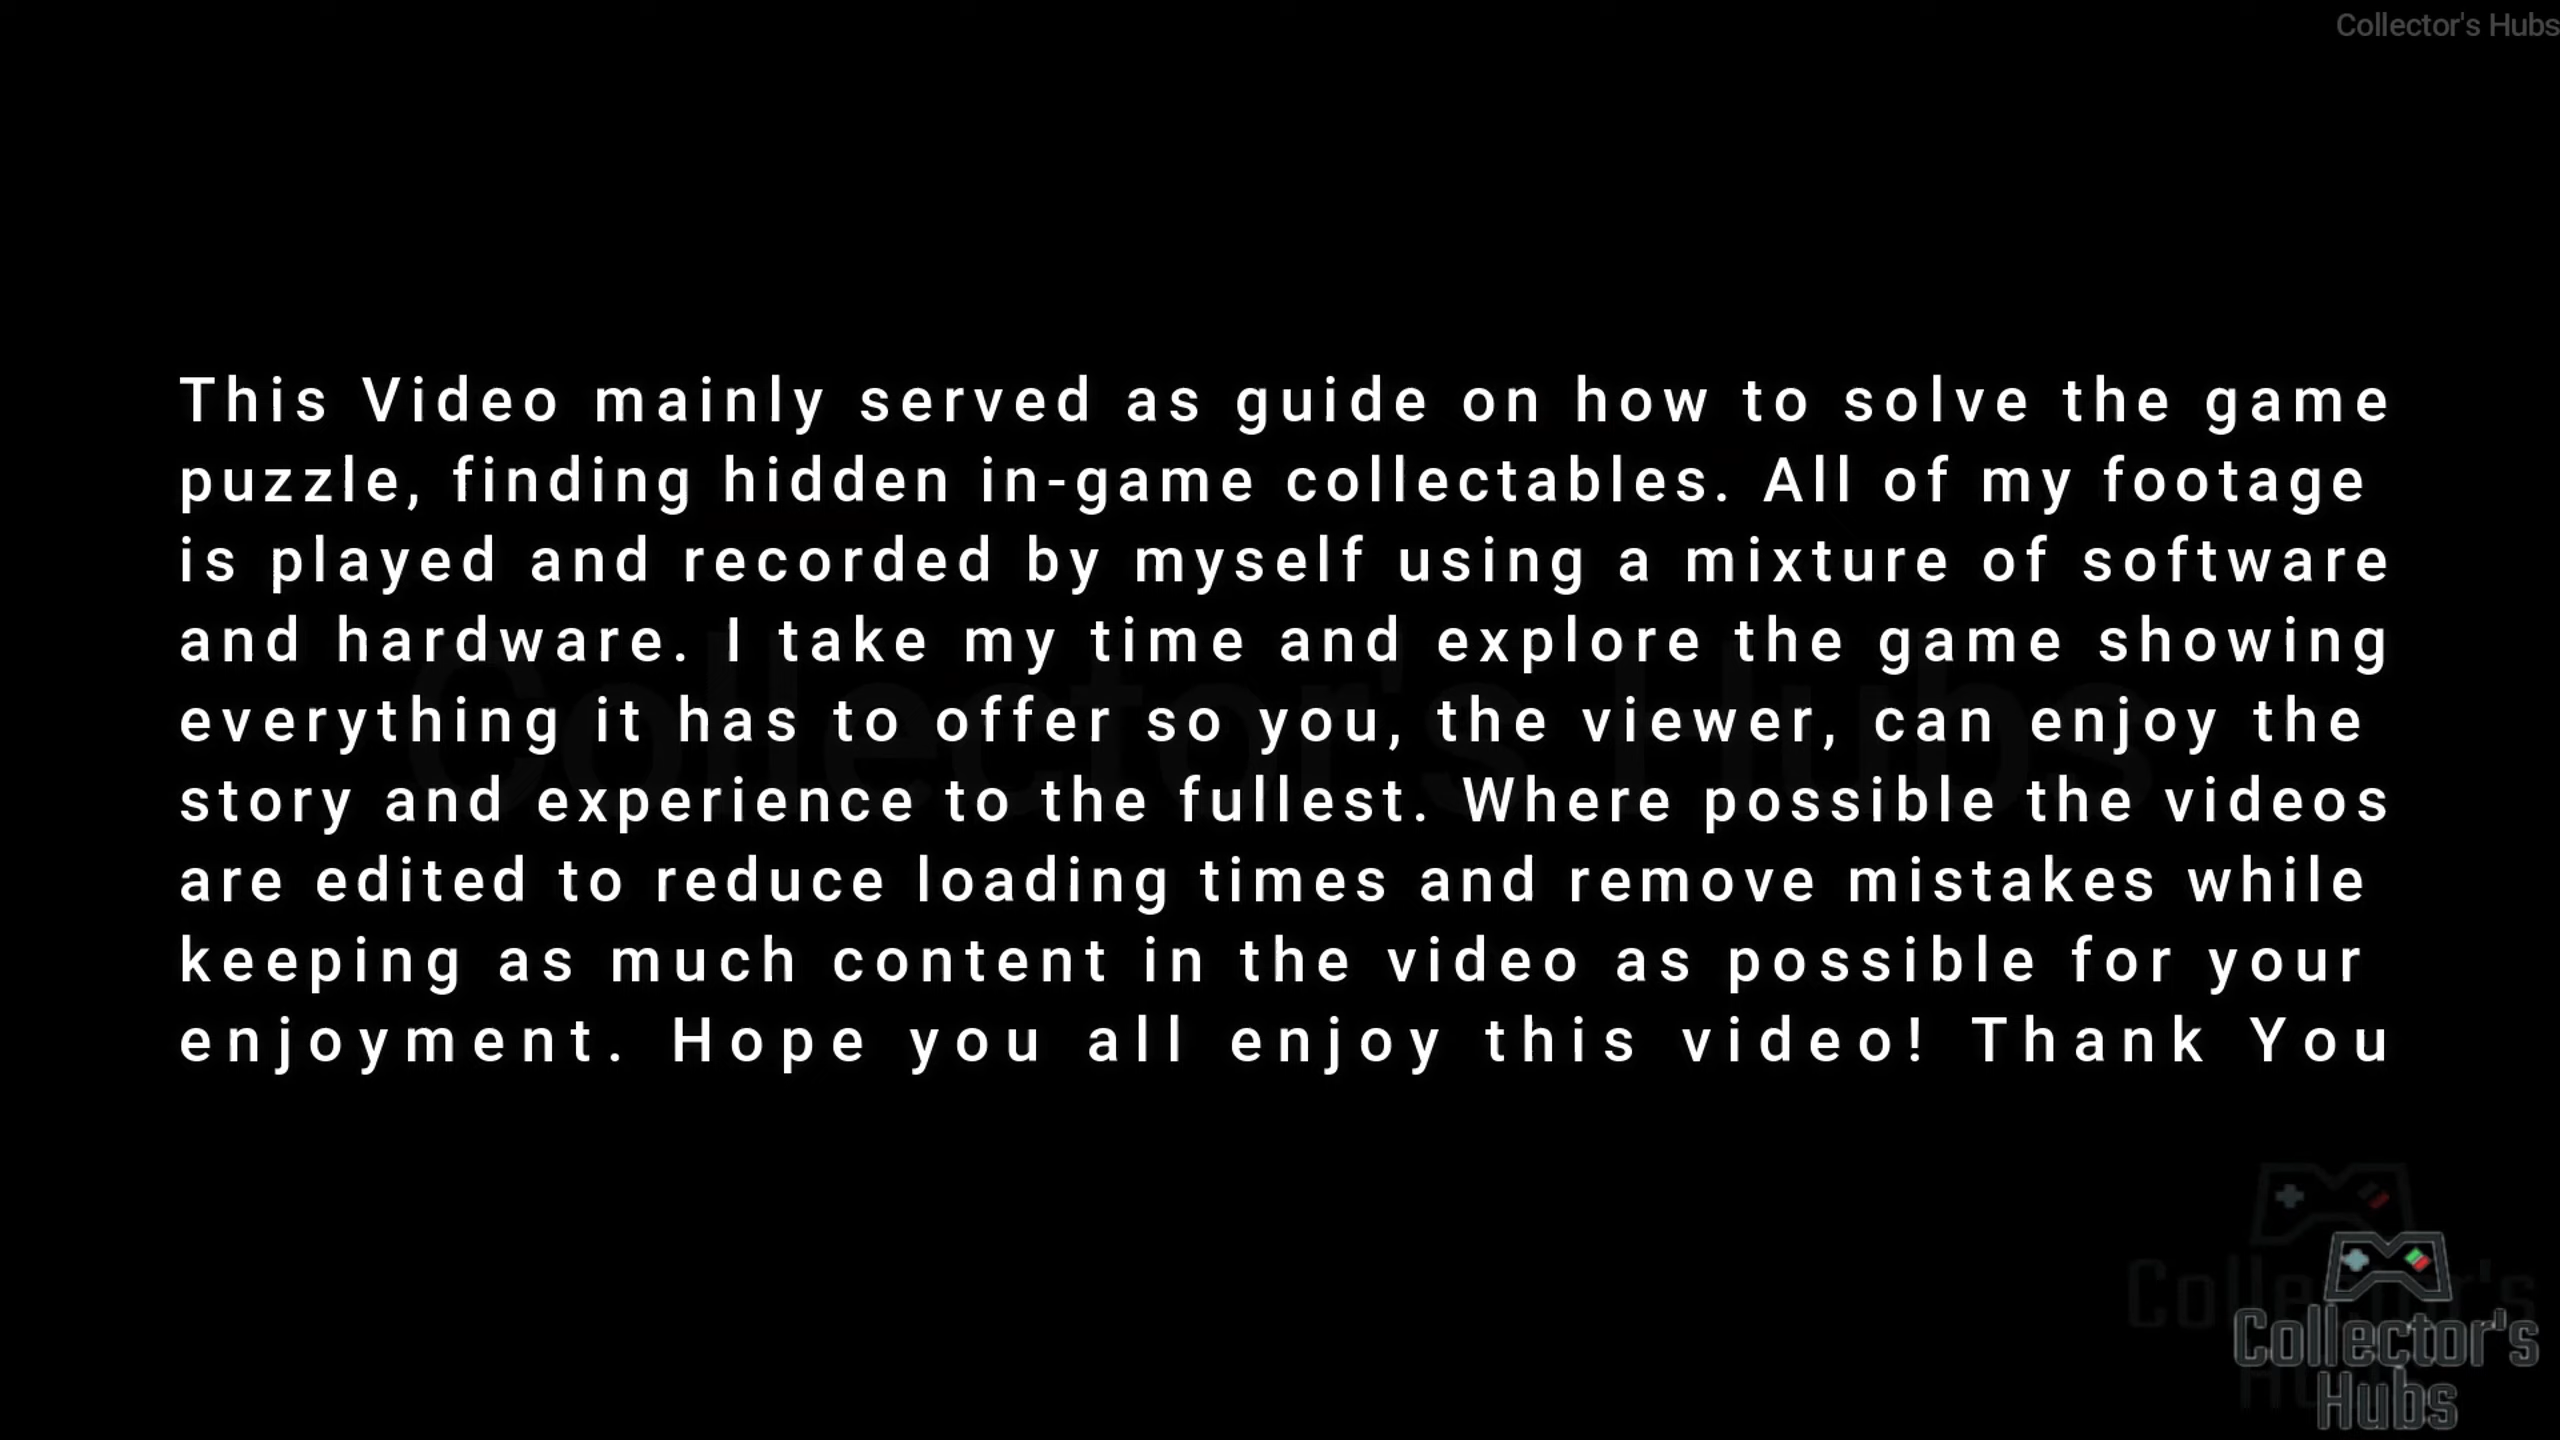 Collector's Hubs
This Video mainly served as guide on how to solve the game
puzzle, finding hidden in-game collectables. All of my footage
is played and recorded by myself using a mixture of software
and hardware. I take my time and explore the game showing
everything it has to offer so you, the viewer, can enjoy the
story and experience to the fullest. Where possible the videos
are edited to reduce loading times and remove mistakes while
keeping as much content in the video as possible for your
enjoyment. Hope you all enjoy this video! Thank You
Collector's Hubs
Collector's
Collector's
Hubs